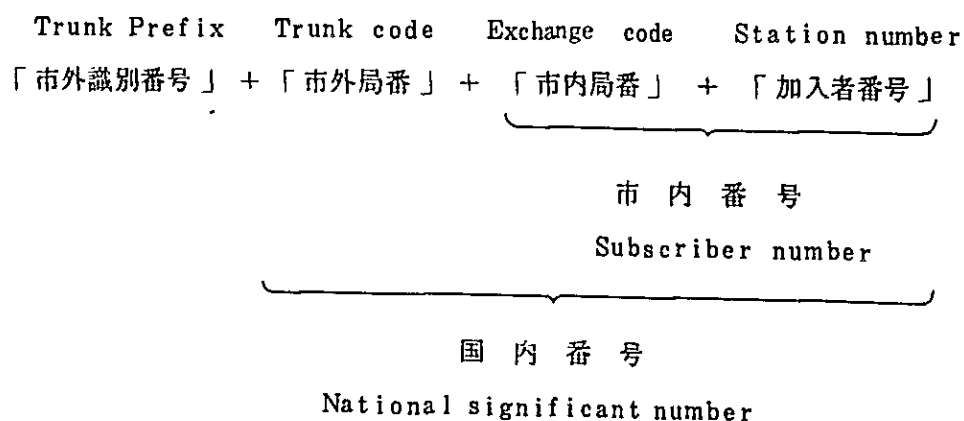 Trunk Prefix Trunk code Exchange code Station number
「市外識別番号」 + 「市外局番」 + 「市内局番」 + 「加入者番号」
市内番号
Subscriber number
国内番号
National significant number